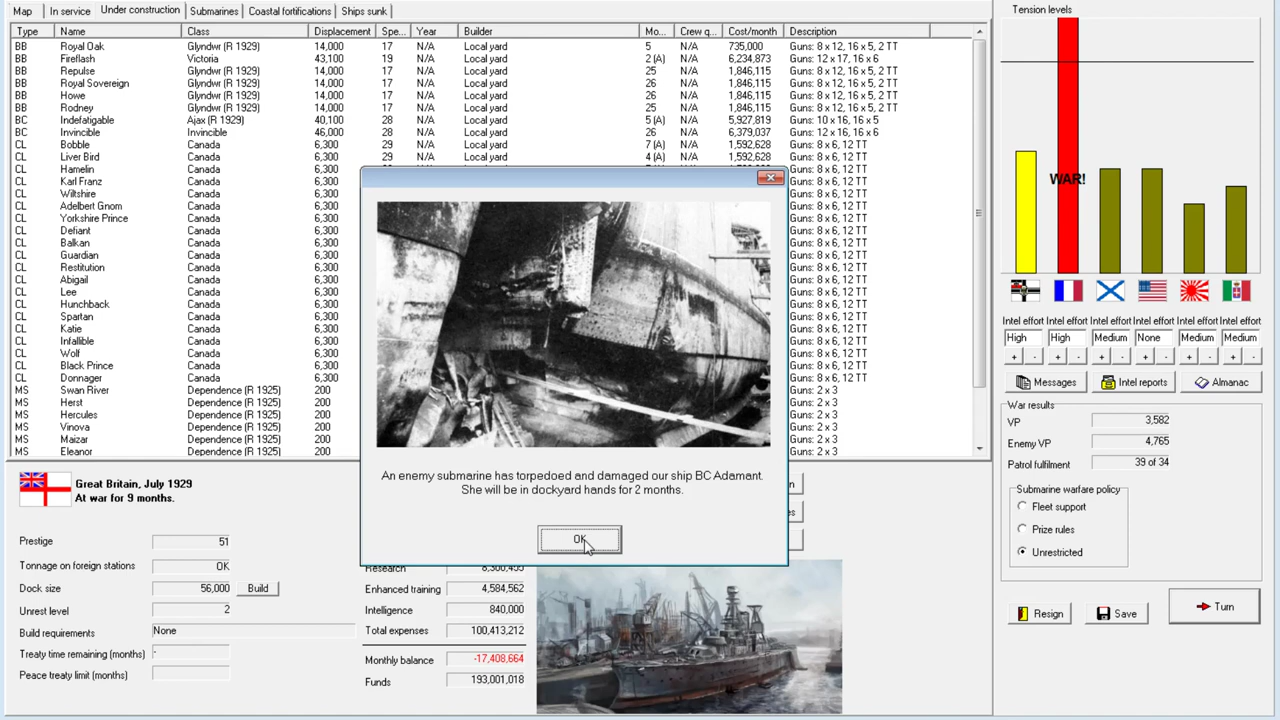 Map In service Under construction Submarines Coastal fortifications Ships sunk
Type Name Class Displacement Spe... Year Builder Mo... Crew q... Cost/month Description
BB Royal Oak Glyndwr (R 1929) 14,000 17 N/A Local yard 5 N/A 735,000 Guns: 8 x 12, 16 x 5, 2 TT
BB Fireflash Victoria 43,100 19 N/A Local yard 2 (A) N/A 6,234,873 Guns: 12 x 17, 16 x 6
BB Repulse Glyndwr (R 1929) 14,000 17 N/A Local yard 25 N/A 1,846,115 Guns: 8 x 12, 16 x 5, 2 TT
BB Royal Sovereign Glyndwr (R 1929) 14,000 17 N/A Local yard 26 N/A 1,846,115 Guns: 8 x 12, 16 x 5, 2 TT
BB Howe Glyndwr (R 1929) 14,000 17 N/A Local yard 26 N/A 1,846,115 Guns: 8 x 12, 16 x 5, 2 TT
BB Rodney Glyndwr (R 1929) 14,000 17 N/A Local yard 25 N/A 1,846,115 Guns: 8 x 12, 16 x 5, 2 TT
BC Indefatigable Ajax (R 1929) 40,100 28 N/A Local yard 5 (A) N/A 5,927,819 Guns: 10 x 16, 16 x 5
BC Invincible Invincible 46,000 28 N/A Local yard 26 N/A 6,379,037 Guns: 12 x 16, 16 x 6
CL Bobble Canada 6,300 29 N/A Local yard 7 (A) N/A 1,592,628 Guns: 8 x 6, 12 TT
CL Liver Bird Canada 6,300 29 N/A Local yard 4 (A) N/A 1,592,628 Guns: 8 x 6, 12 TT
CL Hamelin Canada 6,300 Guns: 8 x 6, 12 TT
CL Karl Franz Canada 6,300 Guns: 8 x 6, 12 TT
CL Wiltshire Canada 6,300 Guns: 8 x 6, 12 TT
CL Adelbert Gnom Canada 6,300 Guns: 8 x 6, 12 TT
CL Yorkshire Prince Canada 6,300 Guns: 8 x 6, 12 TT
CL Defiant Canada 6,300 Guns: 8 x 6, 12 TT
CL Balkan Canada 6,300 Guns: 8 x 6, 12 TT
CL Guardian Canada 6,300 Guns: 8 x 6, 12 TT
CL Restitution Canada 6,300 Guns: 8 x 6, 12 TT
CL Abigail Canada 6,300 Guns: 8 x 6, 12 TT
CL Lee Canada 6,300 Guns: 8 x 6, 12 TT
CL Hunchback Canada 6,300 Guns: 8 x 6, 12 TT
CL Spartan Canada 6,300 Guns: 8 x 6, 12 TT
CL Katie Canada 6,300 Guns: 8 x 6, 12 TT
CL Infallible Canada 6,300 Guns: 8 x 6, 12 TT
CL Wolf Canada 6,300 Guns: 8 x 6, 12 TT
CL Black Prince Canada 6,300 Guns: 8 x 6, 12 TT
CL Donnager Canada 6,300 Guns: 8 x 6, 12 TT
MS Swan River Dependence (R 1925) 200 Guns: 2 x 3
MS Herst Dependence (R 1925) 200 Guns: 2 x 3
MS Hercules Dependence (R 1925) 200 Guns: 2 x 3
MS Vinova Dependence (R 1925) 200 Guns: 2 x 3
MS Maizar Dependence (R 1925) 200 Guns: 2 x 3
MS Eleanor Dependence (R 1925) 200 Guns: 2 x 3
An enemy submarine has torpedoed and damaged our ship BC Adamant.
She will be in dockyard hands for 2 months.
OK
Great Britain, July 1929
At war for 9 months.
Prestige 51
Tonnage on foreign stations OK
Dock size 56,000 Build
Unrest level 2
Build requirements None
Treaty time remaining (months) -
Peace treaty limit (months)
Research 8,300,495
Enhanced training 4,584,562
Intelligence 840,000
Total expenses 100,413,212
Monthly balance -17,408,664
Funds 193,001,018
Tension levels
WAR!
Intel effort Intel effort Intel effort Intel effort Intel effort Intel effort
High High Medium None Medium Medium
+ - + - + - + - + - + -
Messages Intel reports Almanac
War results
VP 3,582
Enemy VP 4,765
Patrol fulfilment 39 of 34
Submarine warfare policy
Fleet support
Prize rules
Unrestricted
Resign Save Turn